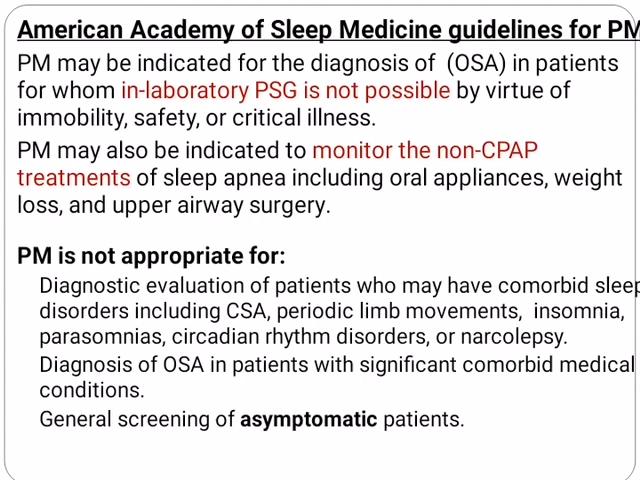 American Academy of Sleep Medicine guidelines for PM
PM may be indicated for the diagnosis of (OSA) in patients
for whom in-laboratory PSG is not possible by virtue of
immobility, safety, or critical illness.
PM may also be indicated to monitor the non-CPAP
treatments of sleep apnea including oral appliances, weight
loss, and upper airway surgery.
PM is not appropriate for:
Diagnostic evaluation of patients who may have comorbid sleep
disorders including CSA, periodic limb movements, insomnia,
parasomnias, circadian rhythm disorders, or narcolepsy.
Diagnosis of OSA in patients with significant comorbid medical
conditions.
General screening of asymptomatic patients.